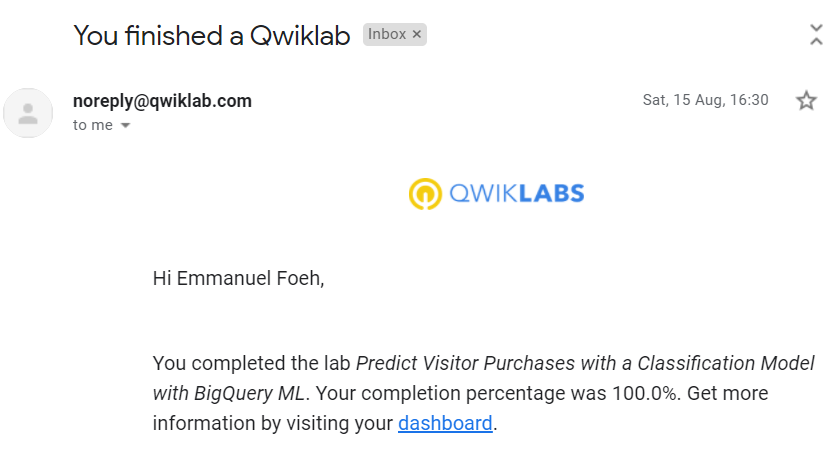 You finished a Qwiklab Inbox ×
noreply@qwiklab.com Sat, 15 Aug, 16:30
to me
QWIKLABS
Hi Emmanuel Foeh,
You completed the lab Predict Visitor Purchases with a Classification Model
with BigQuery ML. Your completion percentage was 100.0%. Get more
information by visiting your dashboard.